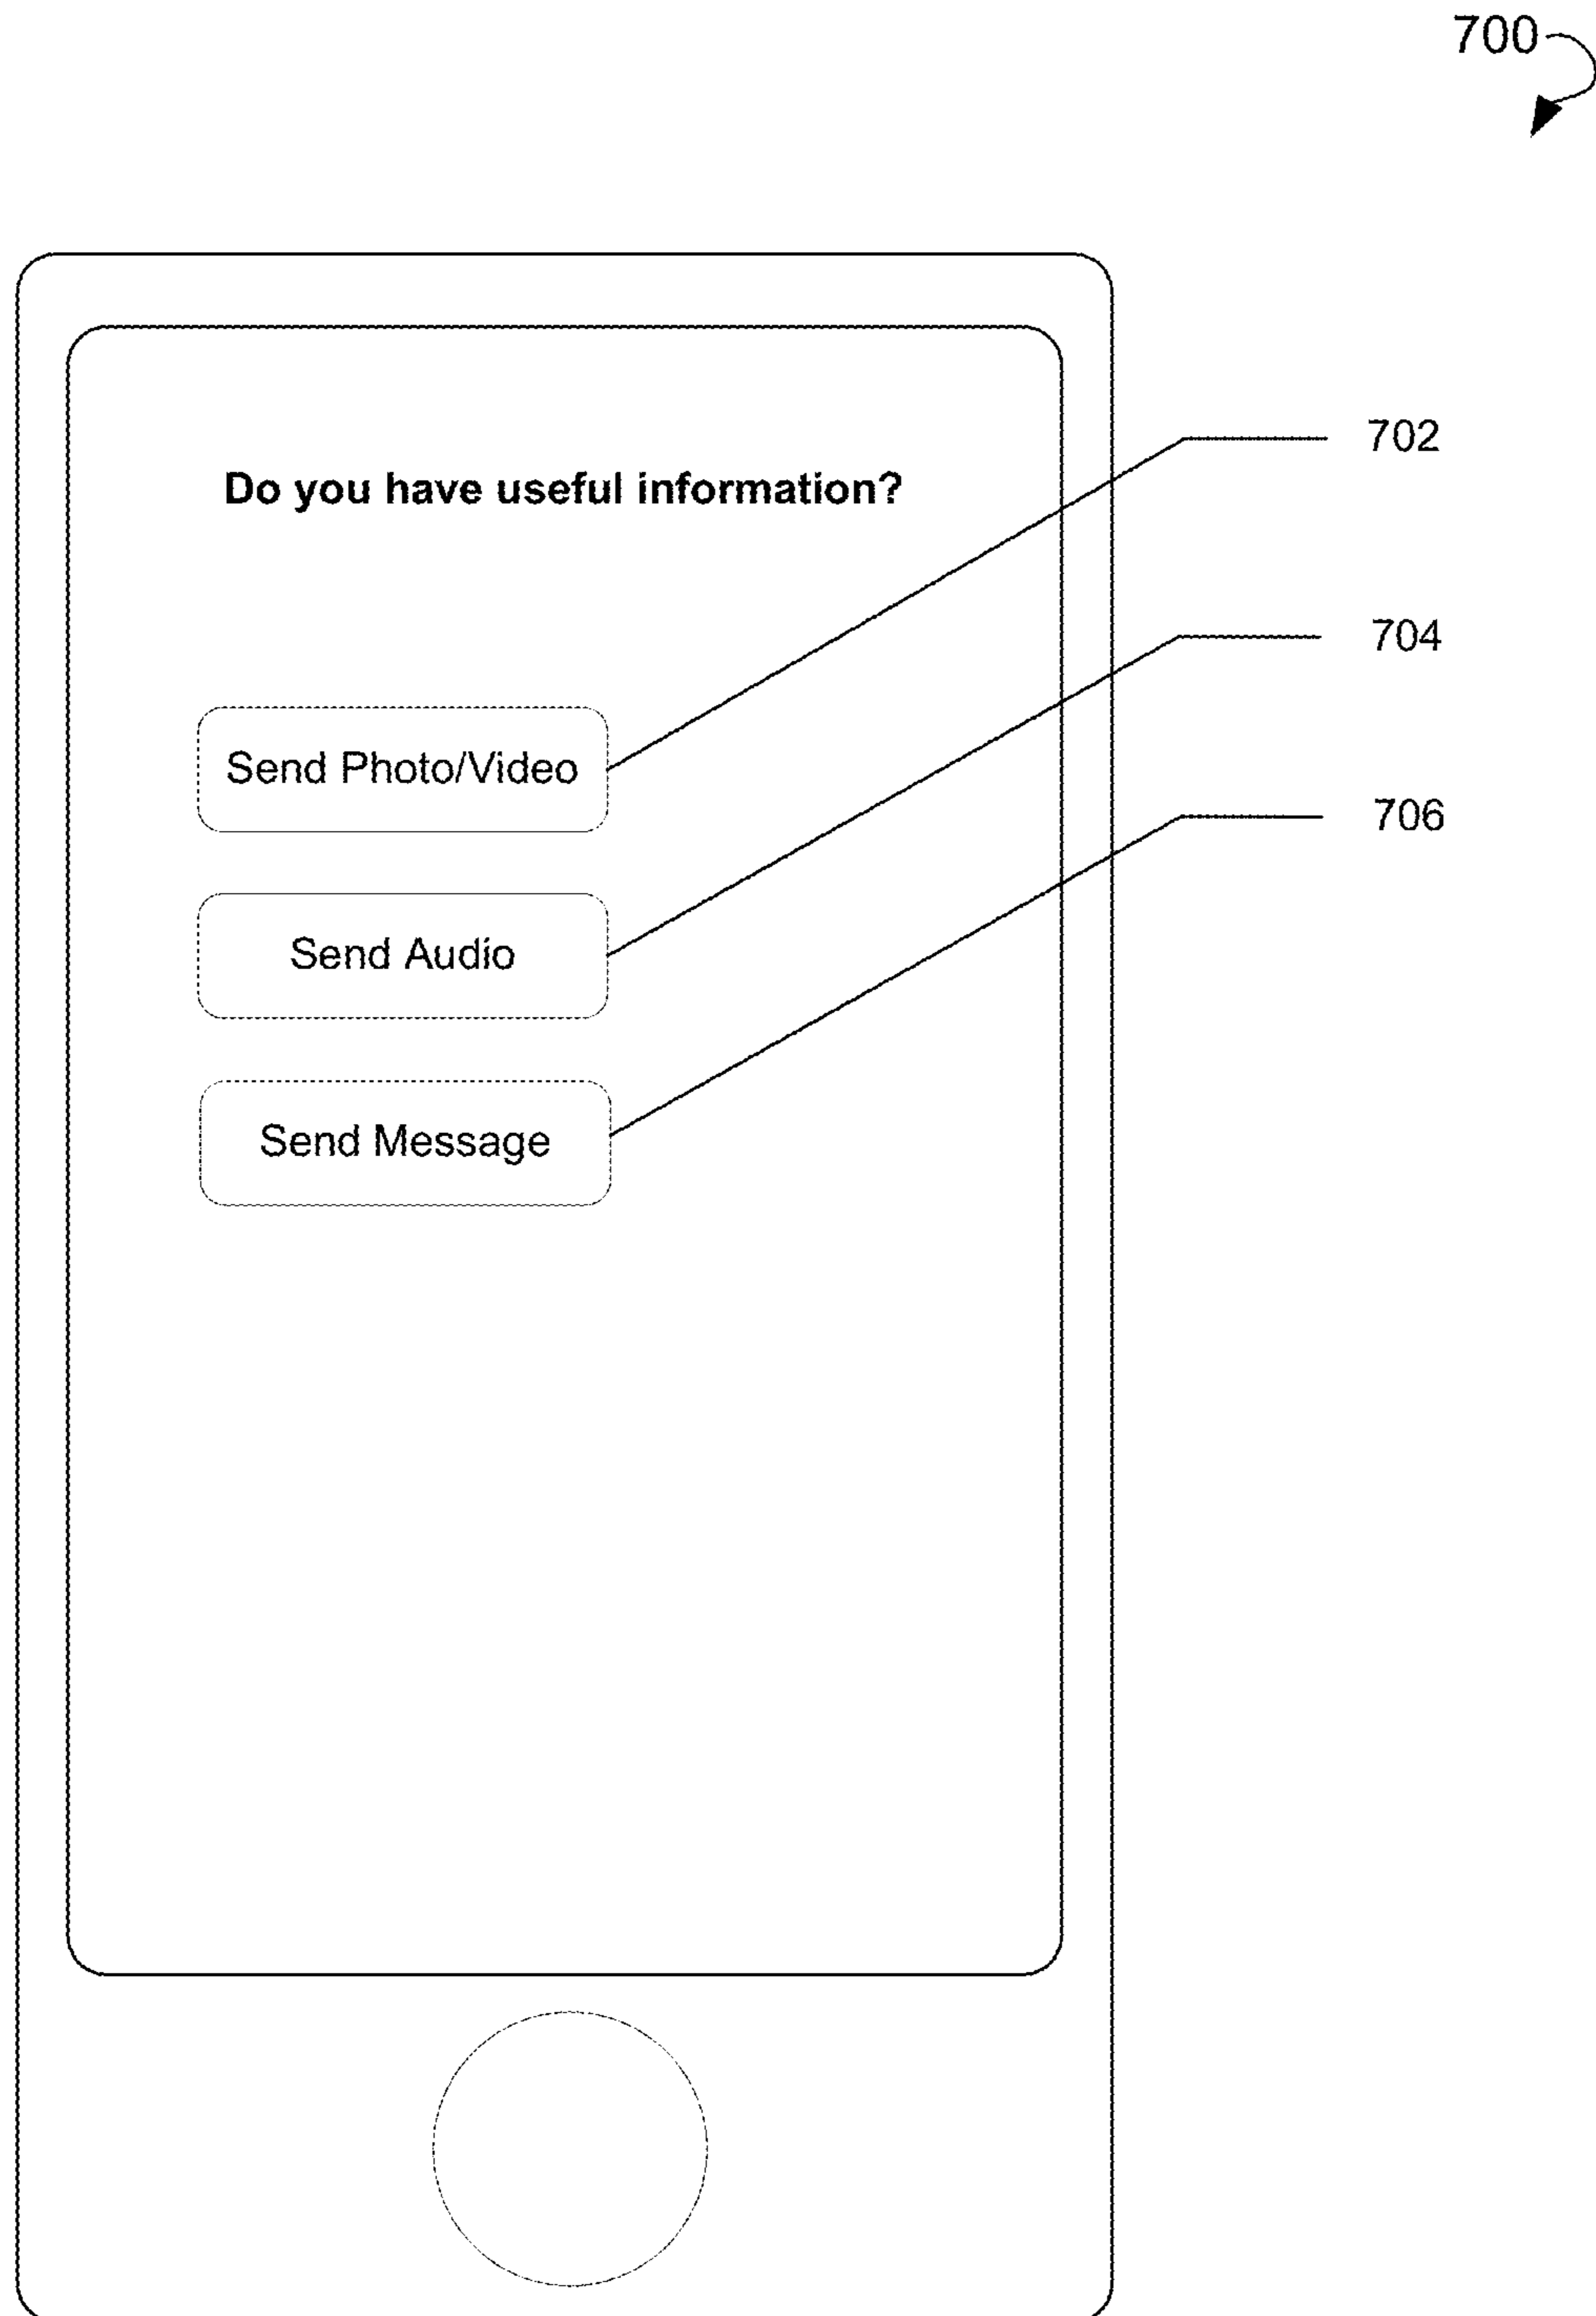 700
Do you have useful information?
702
704
Send Photo/Video
706
Send Audio
Send Message